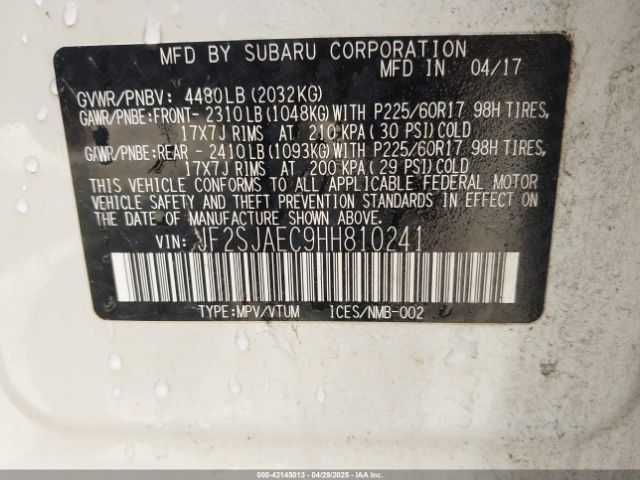 MFD BY SUBARU CORPORATION
MFD IN 04/17
GVWR/PNBV: 4480LB(2032KG)
GAWR/PNBE:FRONT- 2310LB(1048KG)WITH P225/60R17 98H TIRES,
17X7J RIMS AT 210KPA( 30 PSI)COLD
GAWR/PNBE:REAR - 2410LB(1093KG)WITH P225/60R17 98H TIRES,
17X7J RIMS AT 200KPA( 29 PSI)COLD
THIS VEHICLE CONFORMS TO ALL APPLICABLE FEDERAL MOTOR
VEHICLE SAFETY AND THEFT PREVENTION STANDARDS IN EFFECT ON
THE DATE OF MANUFACTURE SHOWN ABOVE.
VIN: JF2SJAEC9HH810241
TYPE:MPV/VTUM ICES/NMB-002
000-42145013 - 04/29/2025 - IAAI COPYRIGHT